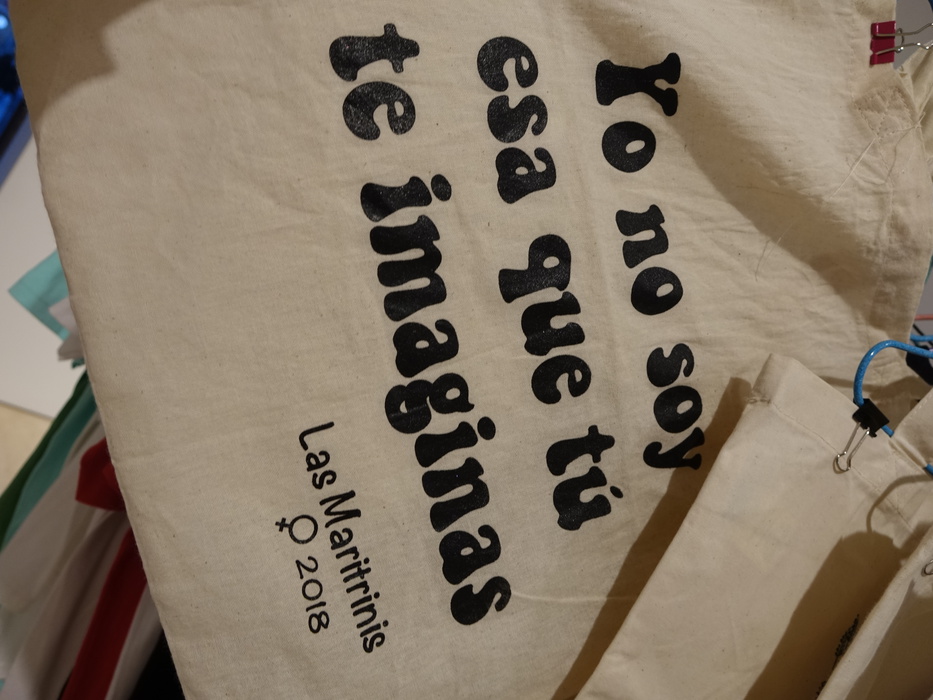 Yo no soy
esa que tú
te imaginas
Las Maritrinis
♀ 2018